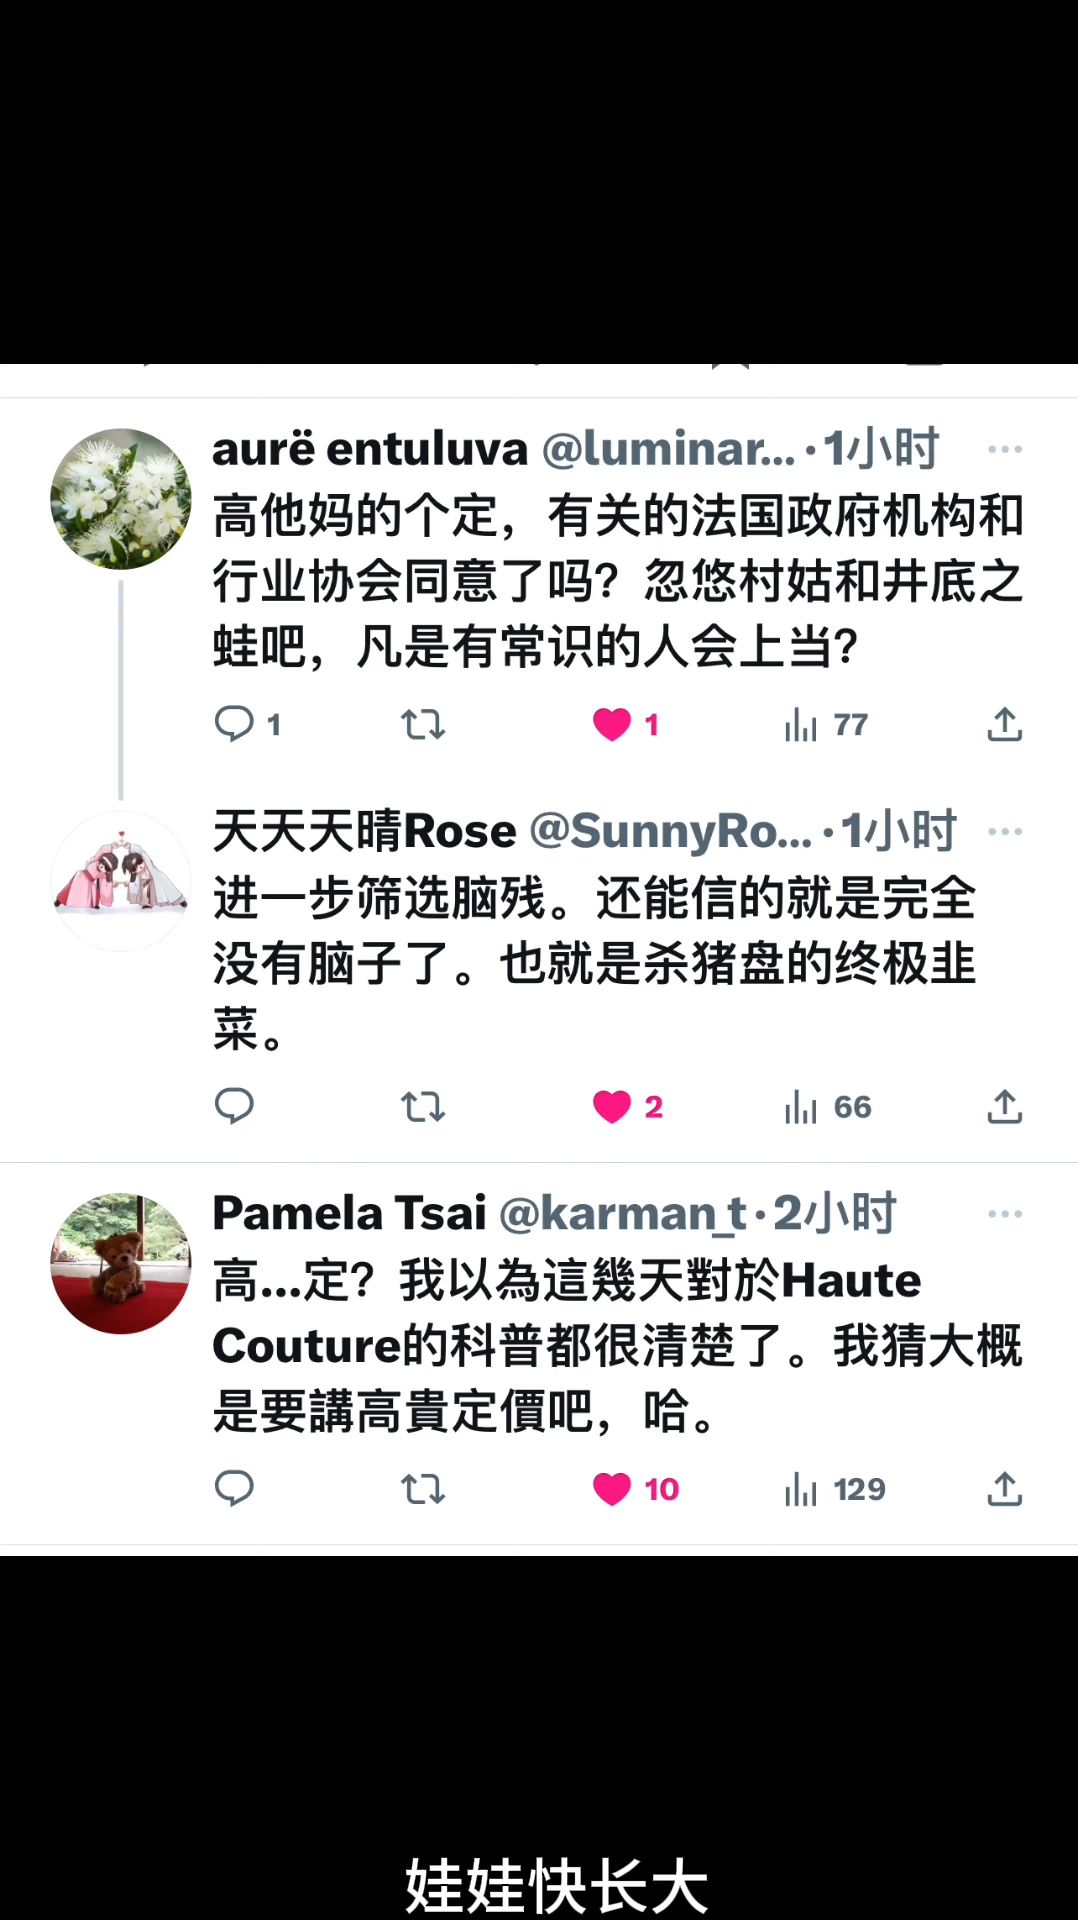 aurë entuluva @luminar... · 1小时
高他妈的个定，有关的法国政府机构和
行业协会同意了吗？忽悠村姑和井底之
蛙吧，凡是有常识的人会上当？
1 1 77
天天天晴Rose @SunnyRo... · 1小时
进一步筛选脑残。还能信的就是完全
没有脑子了。也就是杀猪盘的终极韭
菜。
2 66
Pamela Tsai @karman_t · 2小时
高...定？我以為這幾天對於Haute
Couture的科普都很清楚了。我猜大概
是要講高貴定價吧，哈。
10 129
娃娃快长大